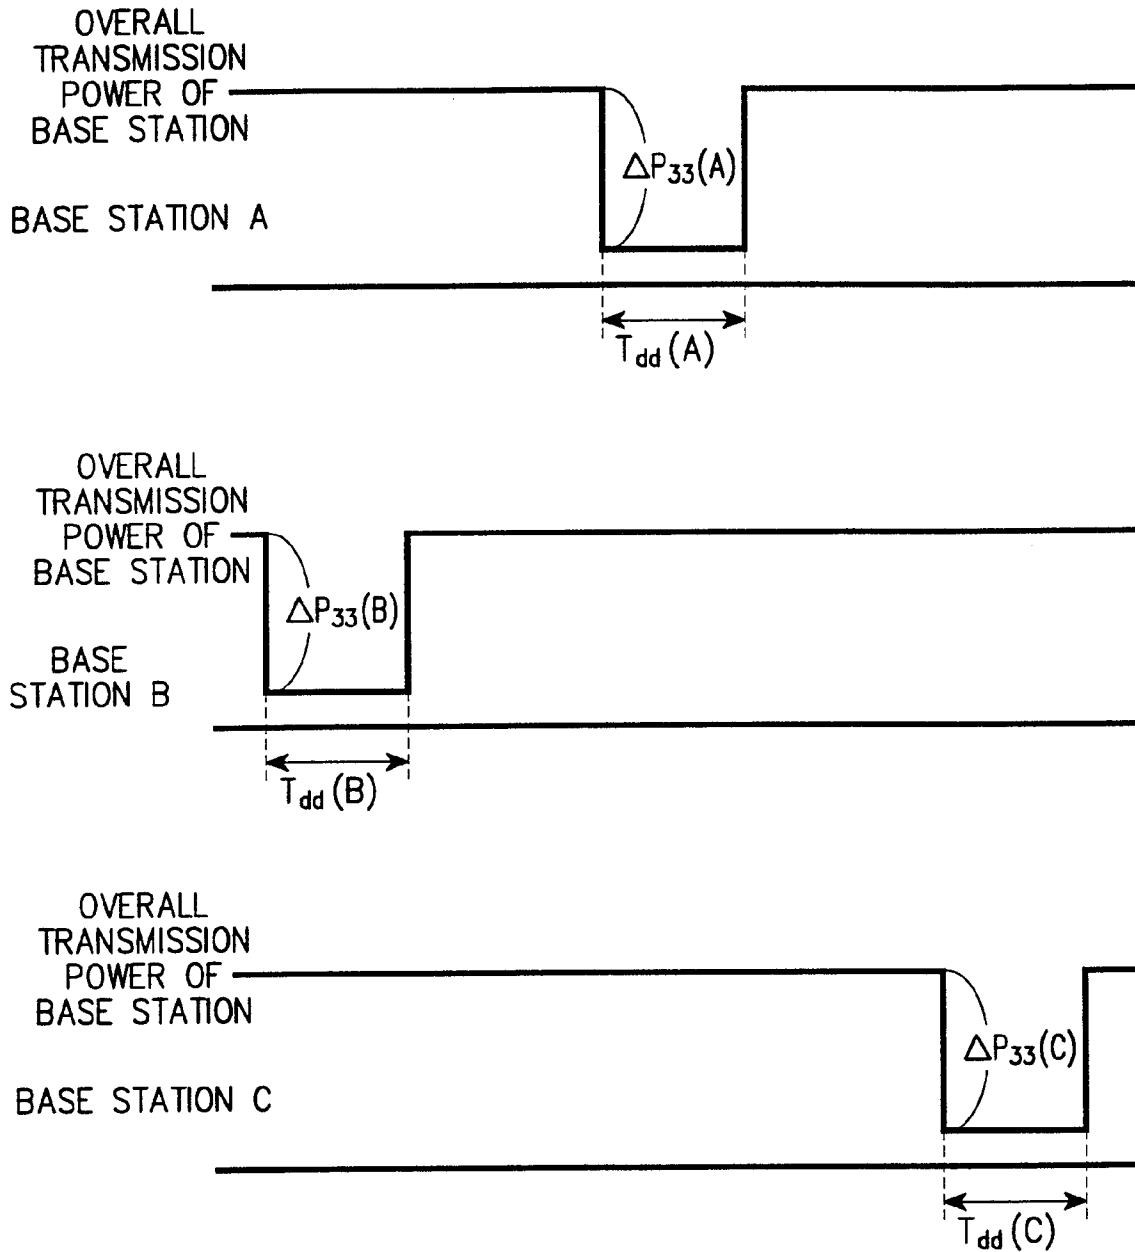 OVERALL
TRANSMISSION
POWER OF
BASE STATION
ΔP33(A)
BASE STATION A
Tdd(A)
OVERALL
TRANSMISSION
POWER OF
BASE STATION
ΔP33(B)
BASE
STATION B
Tdd(B)
OVERALL
TRANSMISSION
POWER OF
BASE STATION
ΔP33(C)
BASE STATION C
Tdd(C)